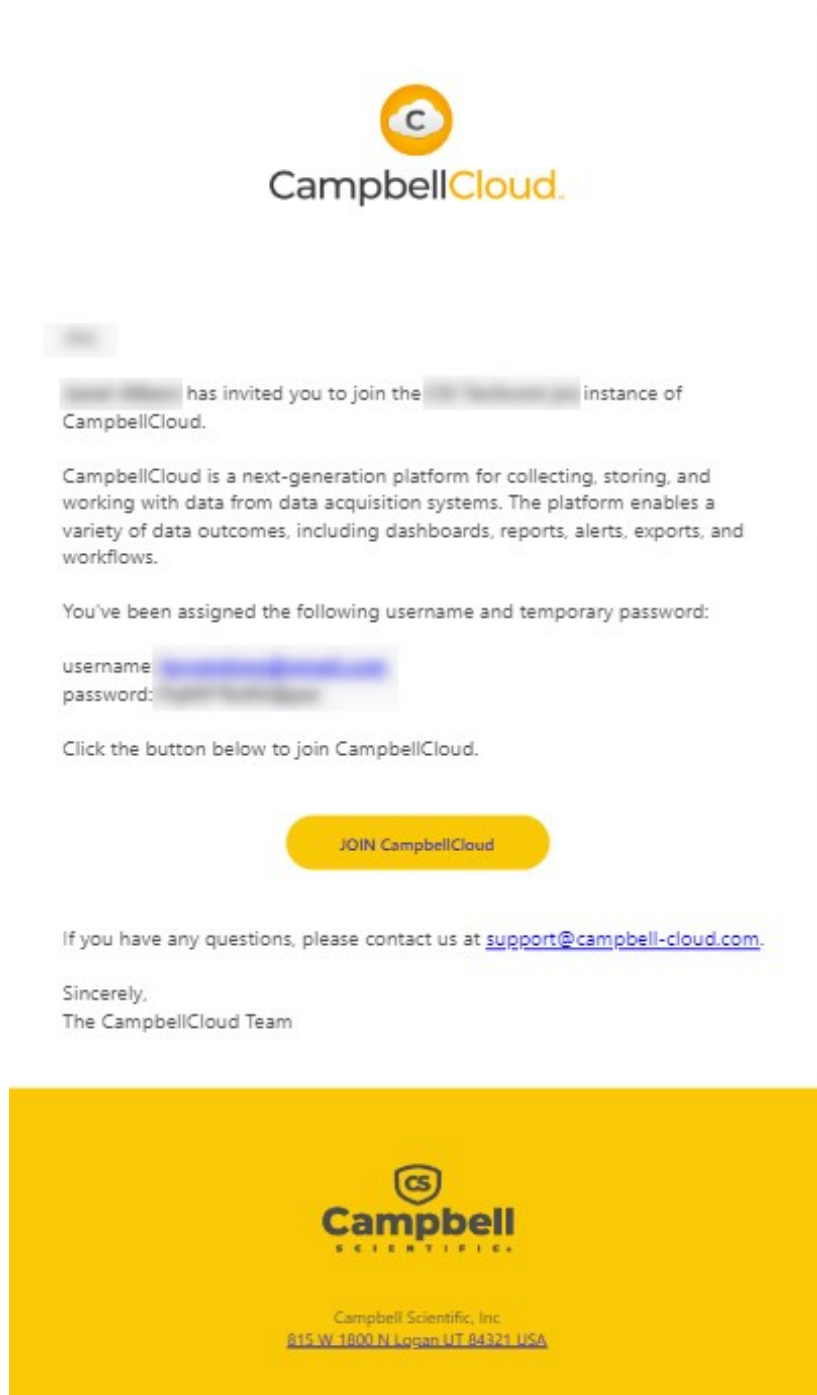 C
CampbellCloud™
has invited you to join the instance of
CampbellCloud.
CampbellCloud is a next-generation platform for collecting, storing, and
working with data from data acquisition systems. The platform enables a
variety of data outcomes, including dashboards, reports, alerts, exports, and
workflows.
You've been assigned the following username and temporary password:
username:
password:
Click the button below to join CampbellCloud.
JOIN CampbellCloud
If you have any questions, please contact us at support@campbell-cloud.com.
Sincerely,
The CampbellCloud Team
CS
Campbell
SCIENTIFIC®
Campbell Scientific, Inc
815 W 1800 N Logan UT 84321 USA